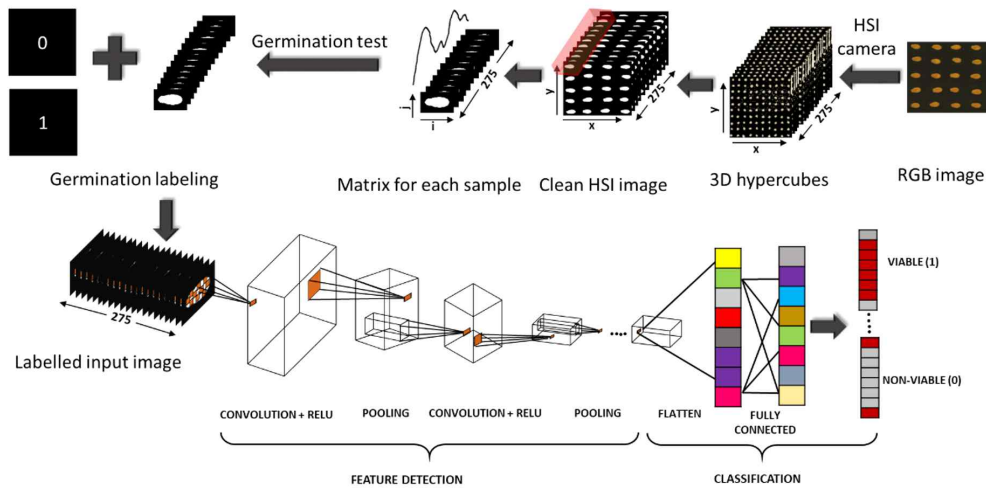 0
1
Germination test
j
i
275
y
x
275
y
x
275
HSI
camera
Germination labeling
Matrix for each sample
Clean HSI image
3D hypercubes
RGB image
275
Labelled input image
VIABLE (1)
NON-VIABLE (0)
CONVOLUTION + RELU
POOLING
CONVOLUTION + RELU
POOLING
FLATTEN
FULLY
CONNECTED
FEATURE DETECTION
CLASSIFICATION